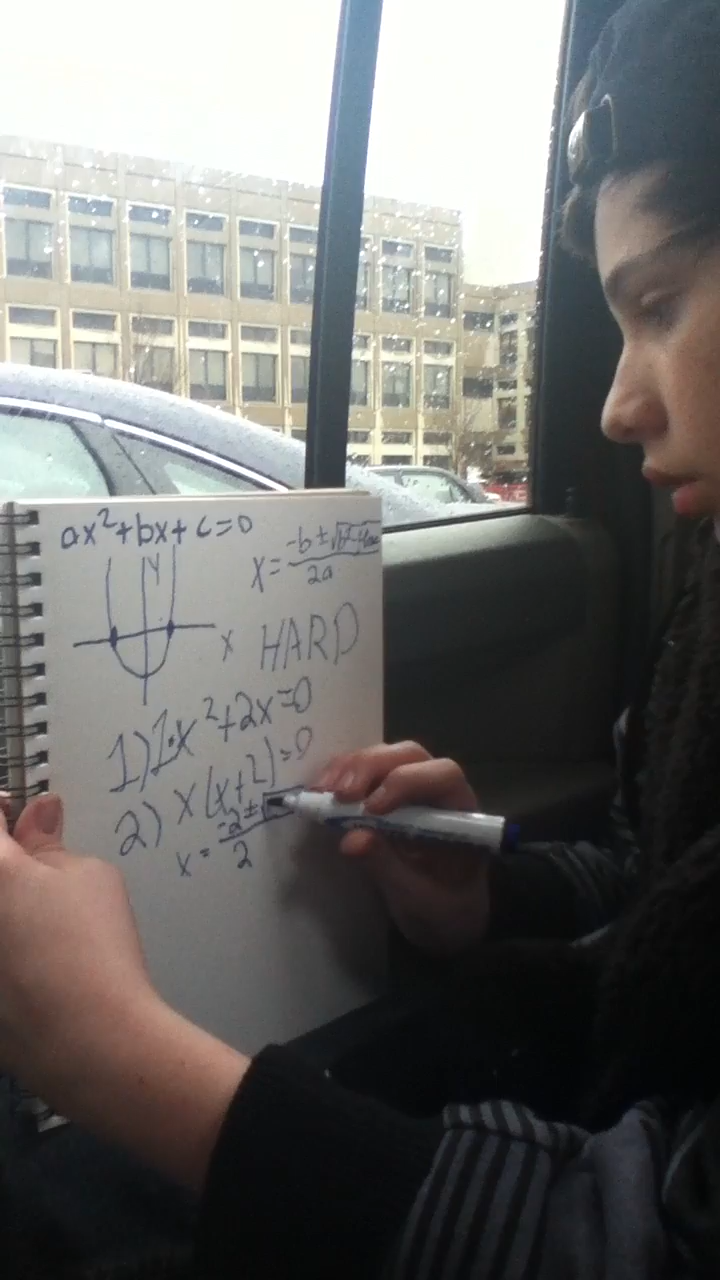 ax²+bx+c=0
x = -b±√b²-4ac / 2a
y
x
HARD
1) 1·x²+2x=0
2) x(x+2)=0
x = -2± / 2